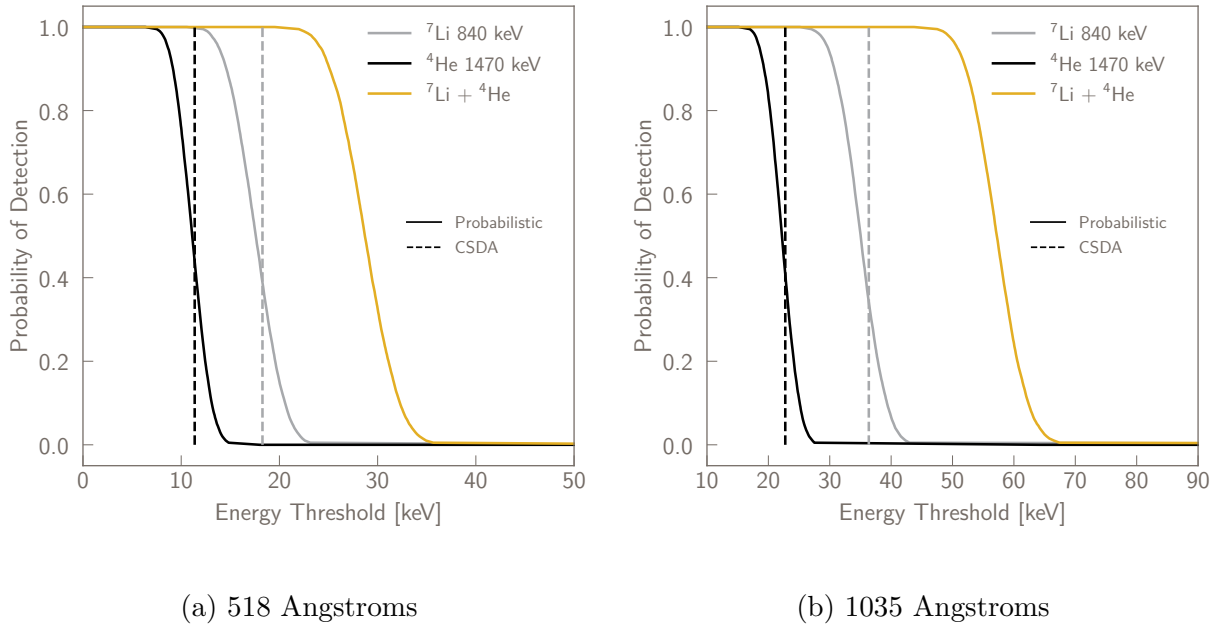 1.0
0.8
0.6
0.4
0.2
0.0
Probability of Detection
0
10
20
30
40
50
Energy Threshold [keV]
⁷Li 840 keV
⁴He 1470 keV
⁷Li + ⁴He
Probabilistic
CSDA
(a) 518 Angstroms
1.0
0.8
0.6
0.4
0.2
0.0
Probability of Detection
10
20
30
40
50
60
70
80
90
Energy Threshold [keV]
⁷Li 840 keV
⁴He 1470 keV
⁷Li + ⁴He
Probabilistic
CSDA
(b) 1035 Angstroms